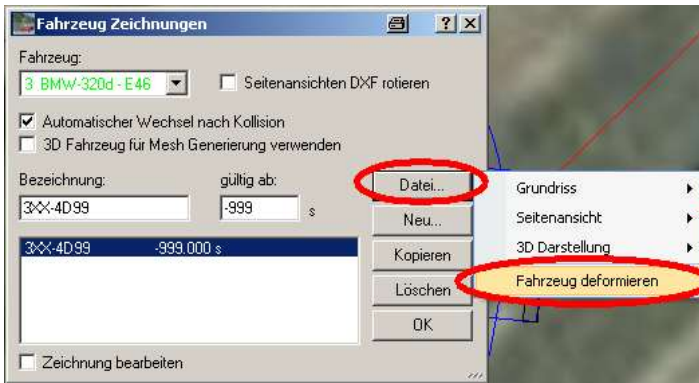 Fahrzeug Zeichnungen
Fahrzeug:
3 BMW-320d - E46
Seitenansichten DXF rotieren
Automatischer Wechsel nach Kollision
3D Fahrzeug für Mesh Generierung verwenden
Bezeichnung: gültig ab:
3XX-4D99 -999 s
3XX-4D99 -999.000 s
Datei...
Neu...
Kopieren
Löschen
OK
Zeichnung bearbeiten
Grundriss
Seitenansicht
3D Darstellung
Fahrzeug deformieren